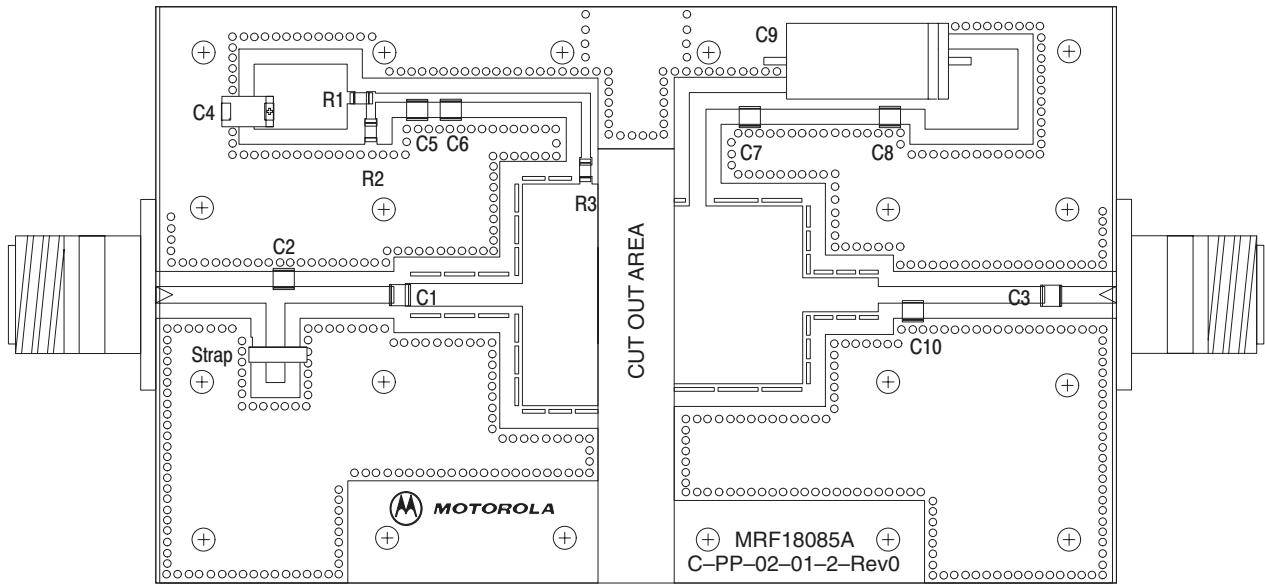 C9
C4
R1
C5
C6
C7
C8
R2
R3
C2
C1
C3
CUT OUT AREA
C10
Strap
MOTOROLA
MRF18085A
C–PP–02–01–2–Rev0